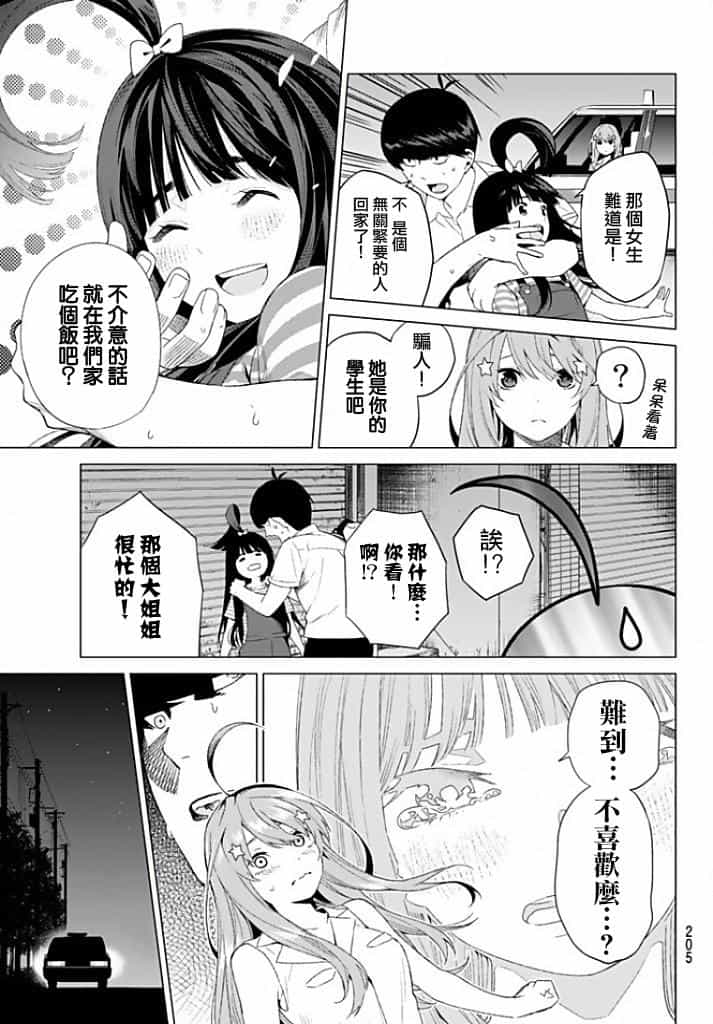 那個女生
難道是！
不 是個
無關緊要的人
回家了！
呆呆看着
？
騙人！
她是你的
學生吧
不介意的話
就在我們家
吃個飯吧？
誒!?
那什麼…
你看！
啊!?
那個大姐姐
很忙的！
難到…
不喜歡麼…？
205